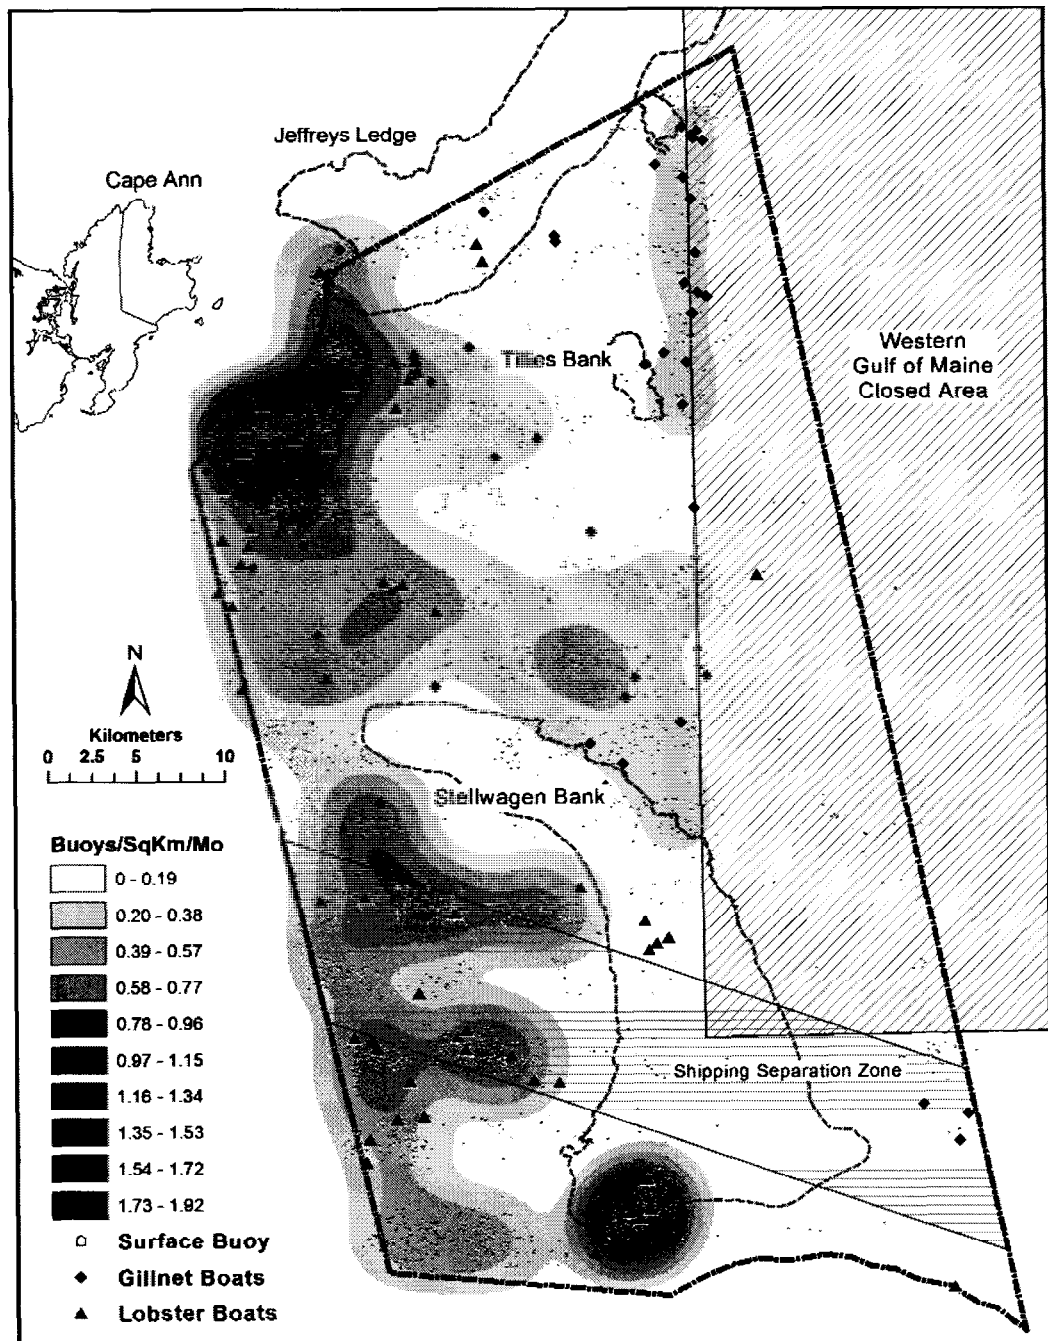 Jeffreys Ledge
Cape Ann
Tillies Bank
Western
Gulf of Maine
Closed Area
N
Kilometers
0 2.5 5 10
Stellwagen Bank
Buoys/SqKm/Mo
0 - 0.19
0.20 - 0.38
0.39 - 0.57
0.58 - 0.77
0.78 - 0.96
0.97 - 1.15
1.16 - 1.34
1.35 - 1.53
1.54 - 1.72
1.73 - 1.92
Shipping Separation Zone
Surface Buoy
Gillnet Boats
Lobster Boats